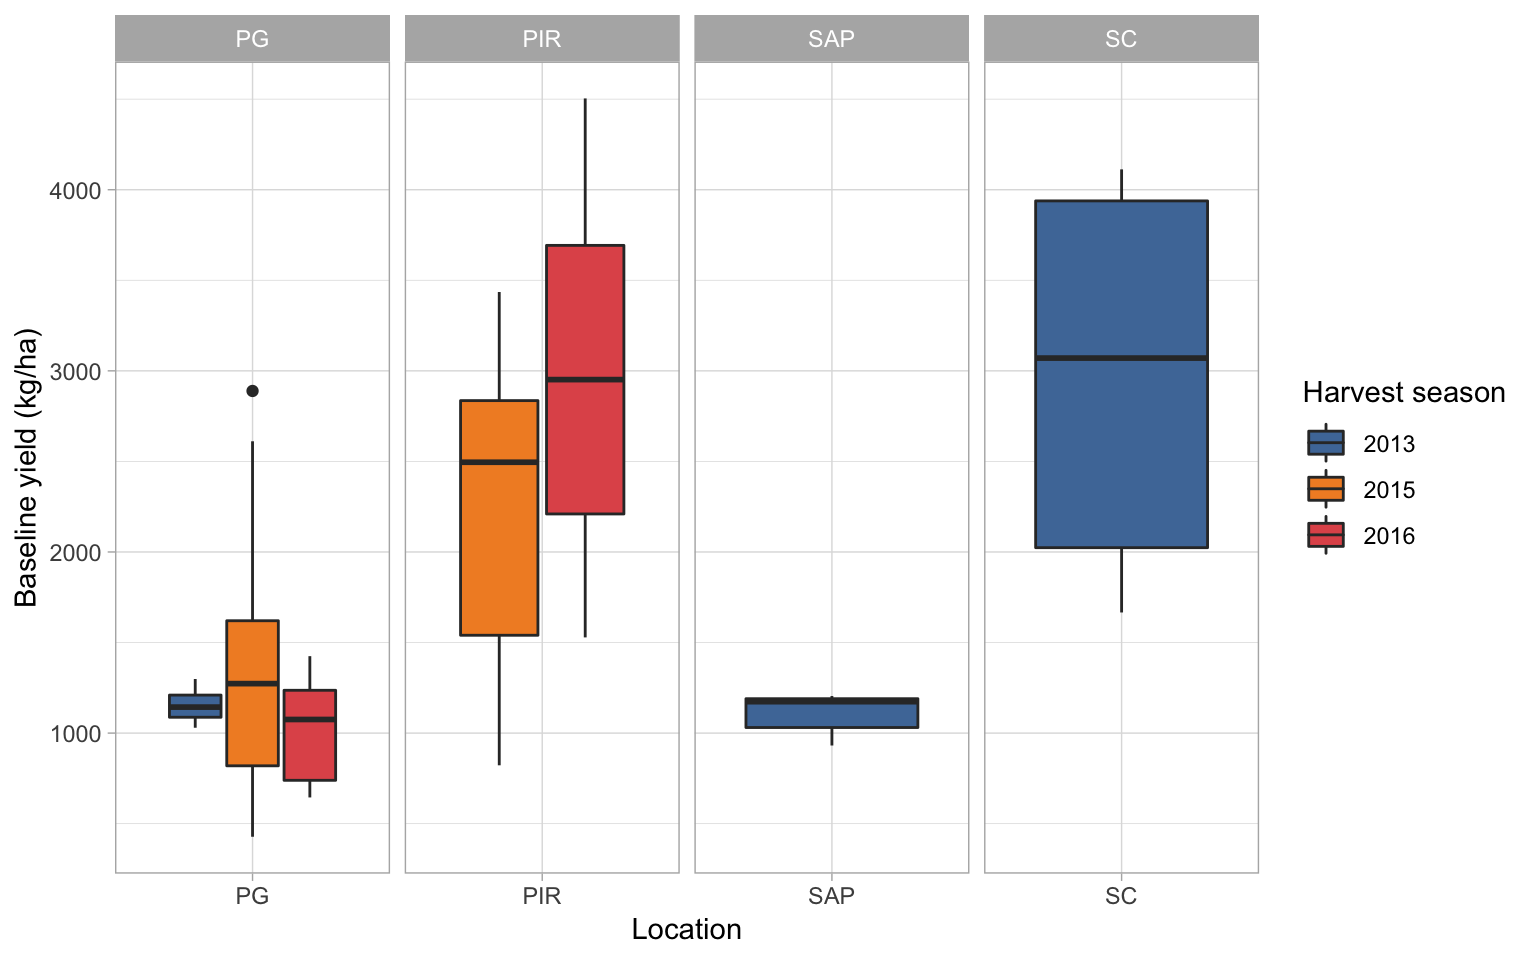 PG PIR SAP SC
4000
3000
2000
1000
Baseline yield (kg/ha)
PG PIR SAP SC
Location
Harvest season
2013
2015
2016